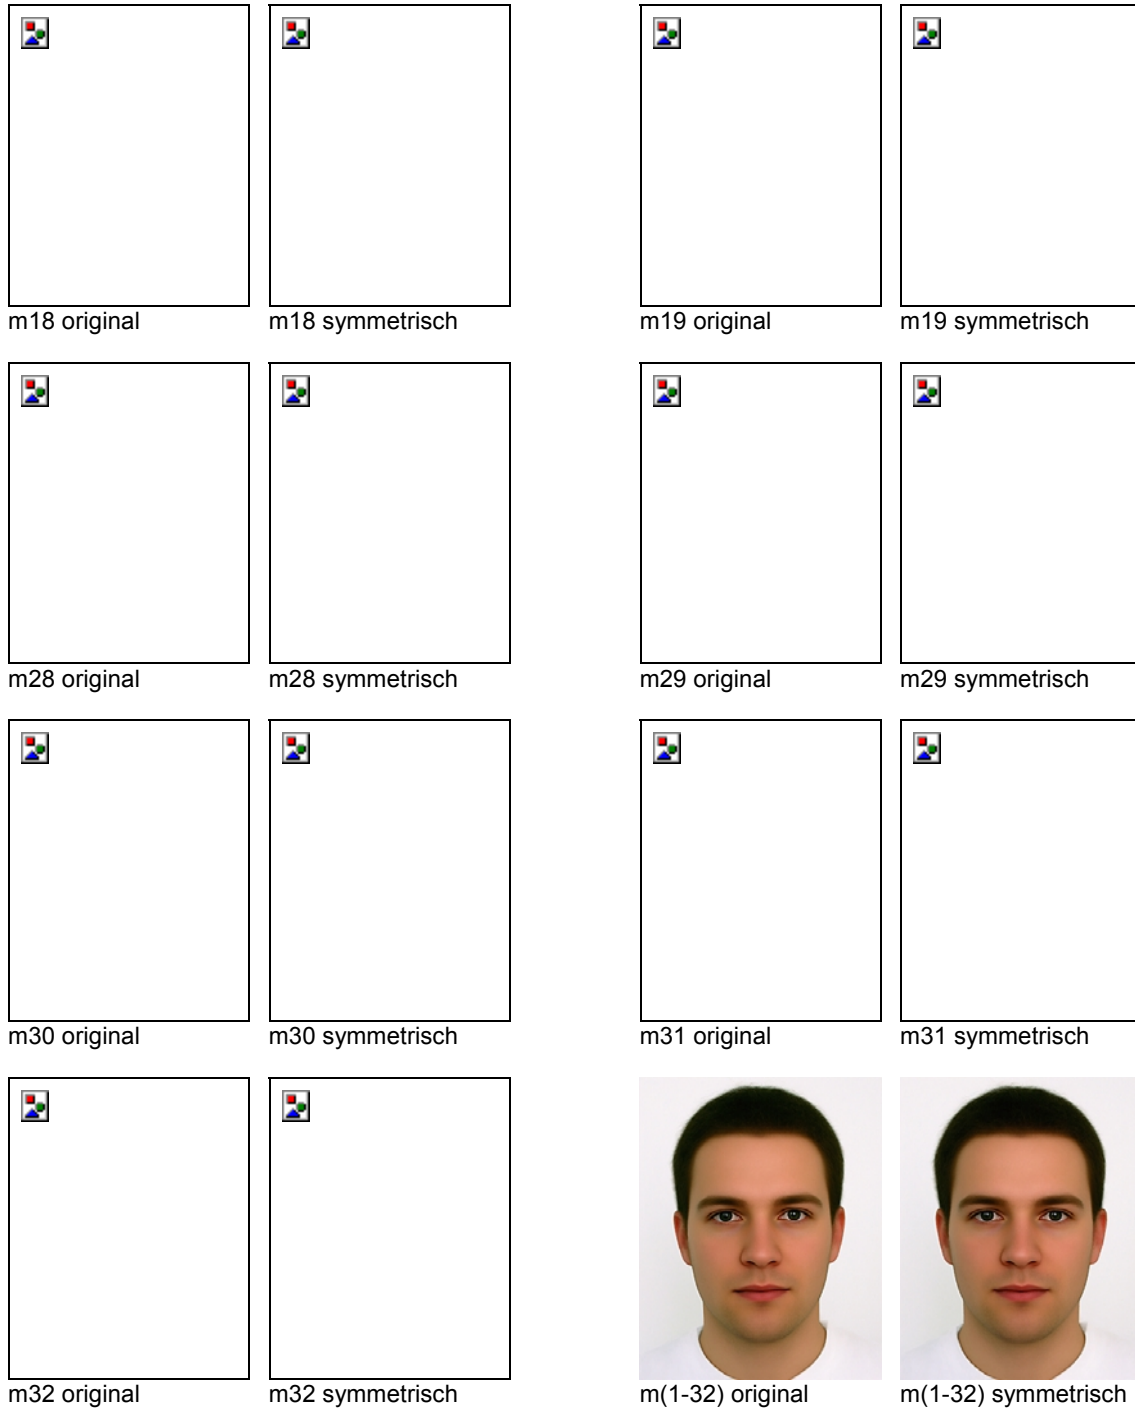 m18 original m18 symmetrisch m19 original m19 symmetrisch
m28 original m28 symmetrisch m29 original m29 symmetrisch
m30 original m30 symmetrisch m31 original m31 symmetrisch
m32 original m32 symmetrisch m(1-32) original m(1-32) symmetrisch